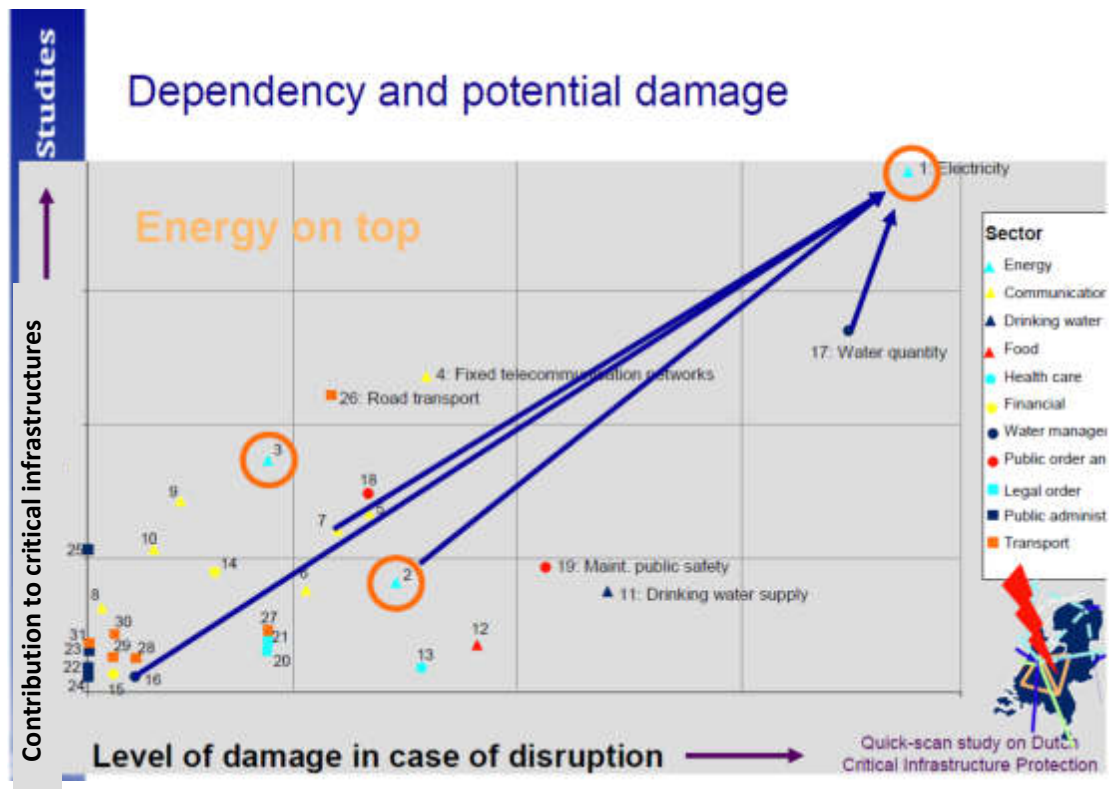 Studies
Dependency and potential damage
Energy on top
Contribution to critical infrastructures
1: Electricity
17: Water quantity
4: Fixed telecommunication networks
26: Road transport
3
18
9
7
5
10
25
14
6
2
19: Maint. public safety
11: Drinking water supply
8
30
27
12
31
21
23
29
28
20
13
22
16
24
15
Sector
Energy
Communication
Drinking water
Food
Health care
Financial
Water manage
Public order an
Legal order
Public administ
Transport
Level of damage in case of disruption
Quick-scan study on Dutch
Critical Infrastructure Protection